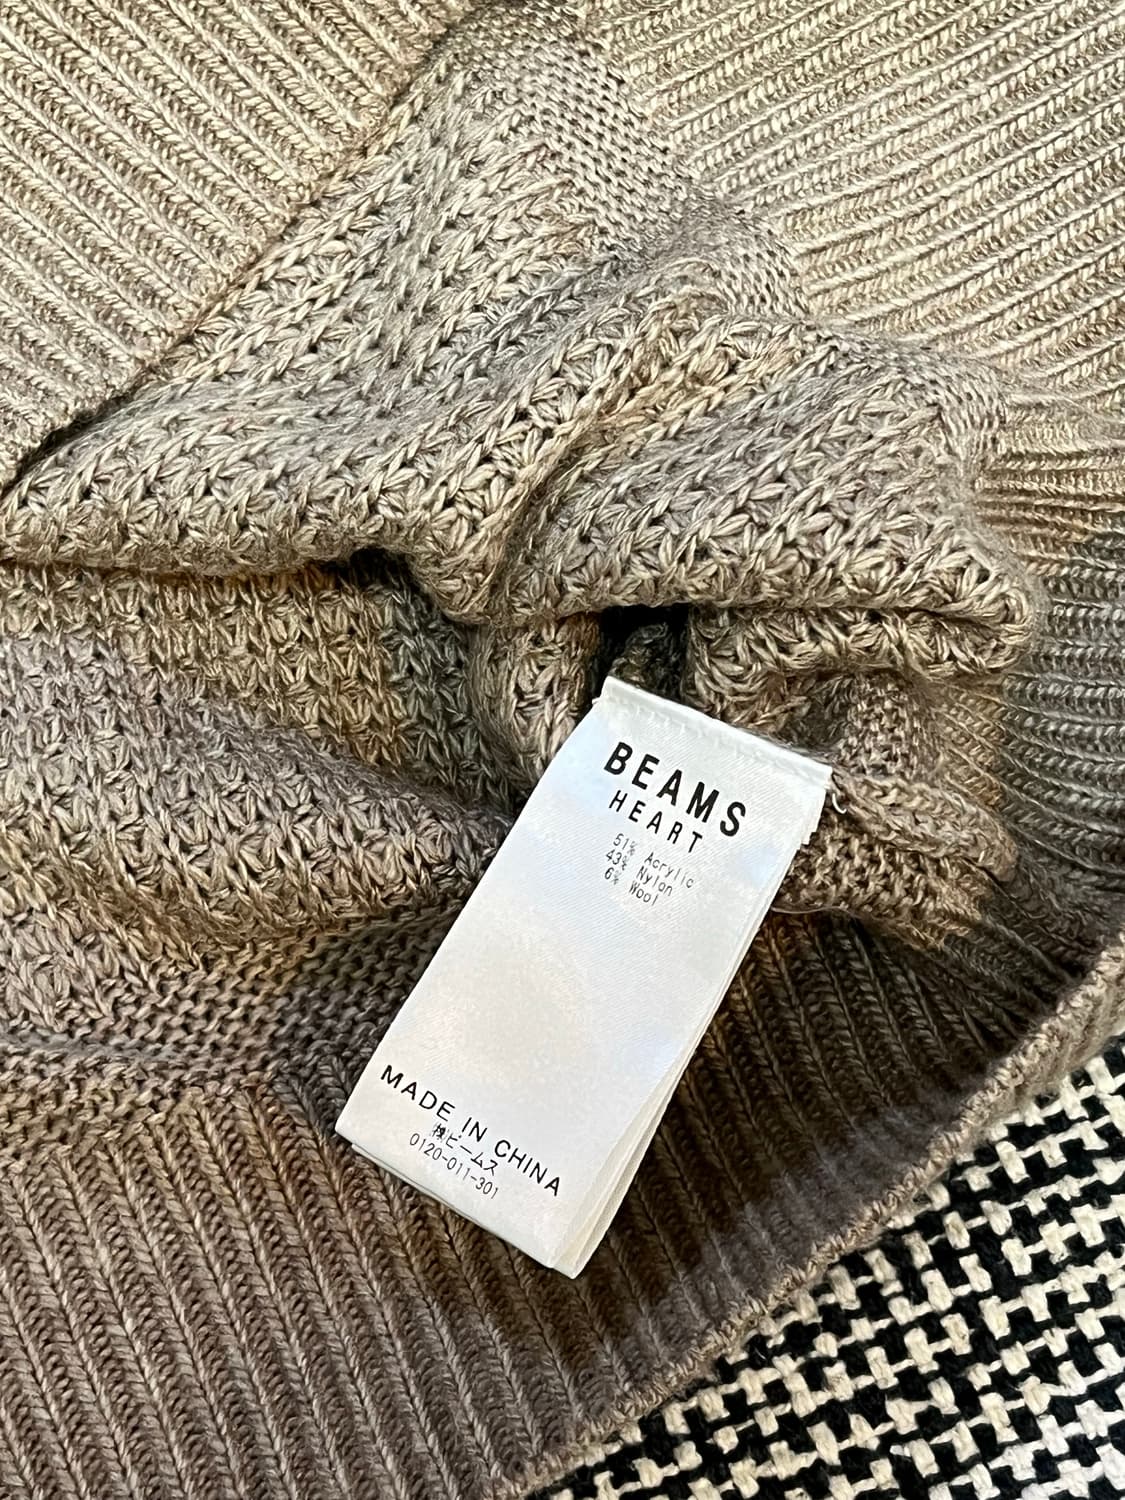 BEAMS
HEART
51% Acrylic
43% Nylon
6% Wool
MADE IN CHINA
㈱ビームス
0120-011-301